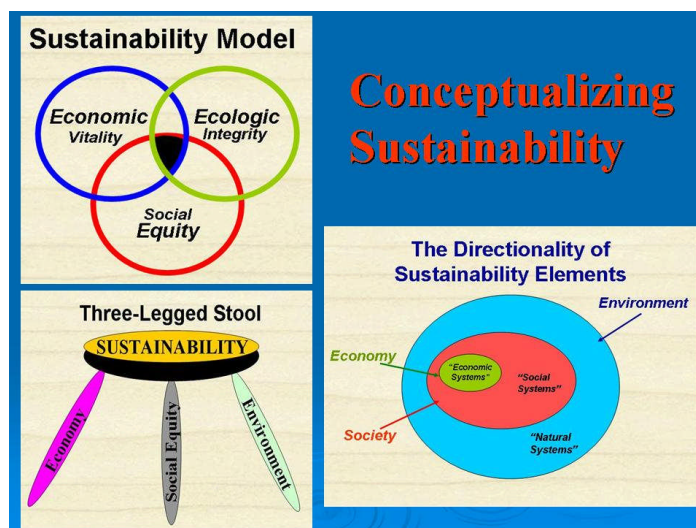 Sustainability Model
Economic
Vitality
Ecologic
Integrity
Social
Equity
Conceptualizing
Sustainability
Three-Legged Stool
SUSTAINABILITY
Economy
Social Equity
Environment
The Directionality of
Sustainability Elements
Environment
Economy
"Economic
Systems"
"Social
Systems"
Society
"Natural
Systems"